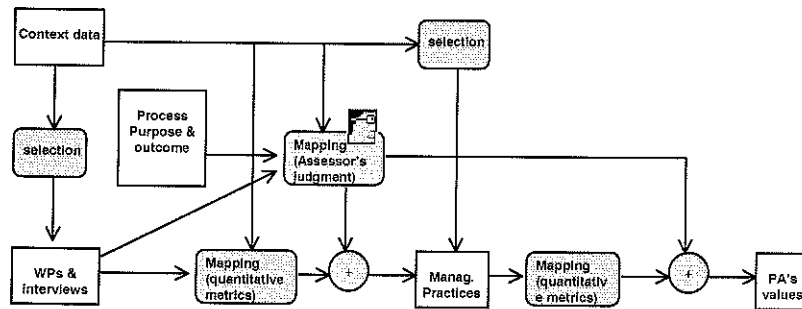 Context data
selection
Process
Purpose &
outcome
Mapping
(Assessor's
judgment)
selection
WPs &
interviews
Mapping
(quantitative
metrics)
+
Manag.
Practices
Mapping
(quantitativ
e metrics)
+
PA's
values